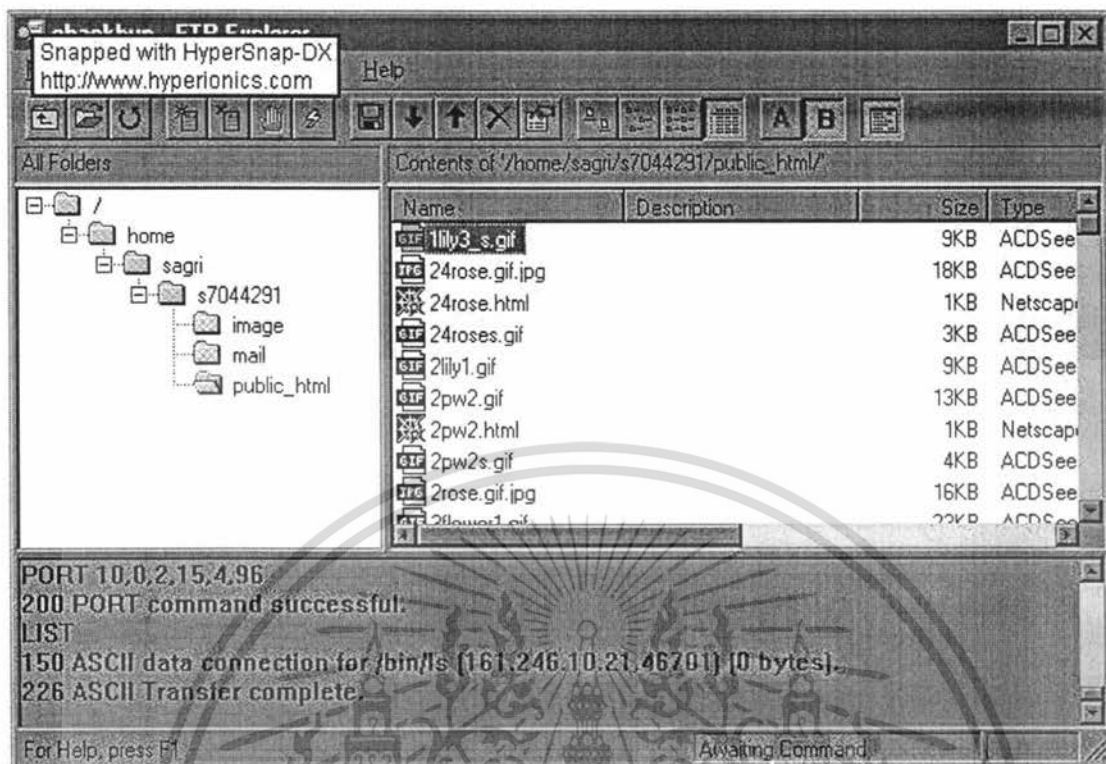 FTP Explorer
Snapped with HyperSnap-DX
http://www.hyperionics.com
Help
A B
All Folders
Contents of '/home/sagri/s7044291/public_html/'
/
home
sagri
s7044291
image
mail
public_html
Name Description Size Type
1lily3_s.gif 9KB ACDSee
24rose.gif.jpg 18KB ACDSee
24rose.html 1KB Netscape
24roses.gif 3KB ACDSee
2lily1.gif 9KB ACDSee
2pw2.gif 13KB ACDSee
2pw2.html 1KB Netscape
2pw2s.gif 4KB ACDSee
2rose.gif.jpg 16KB ACDSee
PORT 10,0,2,15,4,96
200 PORT command successful.
LIST
150 ASCII data connection for /bin/ls (161.246.10.21,46701) (0 bytes).
226 ASCII Transfer complete.
For Help, press F1 Awaiting Command